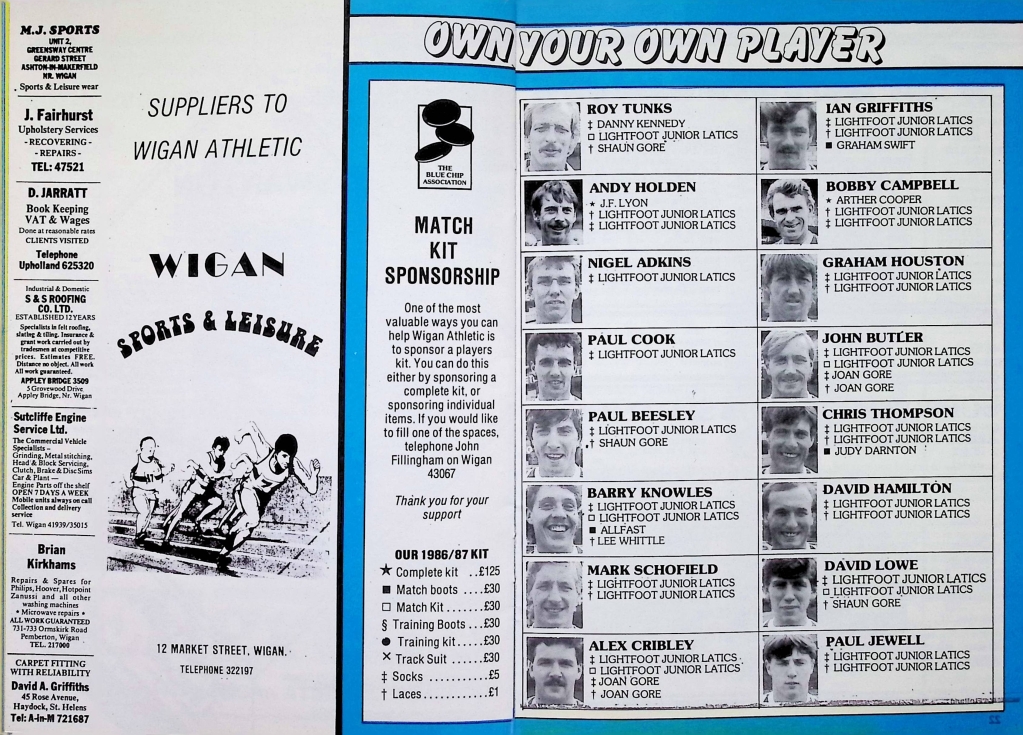 M.J. SPORTS
UNIT 2,
GREENSWAY CENTRE
GERARD STREET
ASHTON-IN-MAKERFIELD
NR. WIGAN
Sports & Leisure wear
J. Fairhurst
Upholstery Services
- RECOVERING -
- REPAIRS -
TEL: 47521
D. JARRATT
Book Keeping
VAT & Wages
Done at reasonable rates
CLIENTS VISITED
Telephone
Upholland 625320
Industrial & Domestic
S & S ROOFING
CO. LTD.
ESTABLISHED 12 YEARS
Specialists in felt roofing,
slating & tiling. Insurance &
grant work carried out by
tradesmen at competitive
prices. Estimates FREE.
Distance no object. All work
All work guaranteed.
APPLEY BRIDGE 3509
5 Grovewood Drive
Appley Bridge, Nr. Wigan
Sutcliffe Engine
Service Ltd.
The Commercial Vehicle
Specialists –
Grinding, Metal stitching,
Head & Block Servicing,
Clutch, Brake & Disc Sims
Car & Plant —
Engine Parts off the shelf
OPEN 7 DAYS A WEEK
Mobile units always on call
Collection and delivery
service
Tel. Wigan 41939/35015
Brian
Kirkhams
Repairs & Spares for
Philips, Hoover, Hotpoint
Zanussi and all other
washing machines
* Microwave repairs *
ALL WORK GUARANTEED
731-733 Ormskirk Road
Pemberton, Wigan
TEL. 217000
CARPET FITTING
WITH RELIABILITY
David A. Griffiths
45 Rose Avenue,
Haydock, St. Helens
Tel: A-in-M 721687
SUPPLIERS TO
WIGAN ATHLETIC
WIGAN
SPORTS & LEISURE
12 MARKET STREET, WIGAN.
TELEPHONE 322197
OWN YOUR OWN PLAYER
THE
BLUE CHIP
ASSOCIATION
MATCH
KIT
SPONSORSHIP
One of the most
valuable ways you can
help Wigan Athletic is
to sponsor a players
kit. You can do this
either by sponsoring a
complete kit, or
sponsoring individual
items. If you would like
to fill one of the spaces,
telephone John
Fillingham on Wigan
43067
Thank you for your
support
OUR 1986/87 KIT
★ Complete kit ..£125
■ Match boots ....£30
□ Match Kit .......£30
§ Training Boots ...£30
● Training kit.....£30
× Track Suit ......£30
‡ Socks ............£5
† Laces............£1
ROY TUNKS
‡ DANNY KENNEDY
□ LIGHTFOOT JUNIOR LATICS
† SHAUN GORE
ANDY HOLDEN
★ J.F. LYON
† LIGHTFOOT JUNIOR LATICS
‡ LIGHTFOOT JUNIOR LATICS
NIGEL ADKINS
‡ LIGHTFOOT JUNIOR LATICS
PAUL COOK
‡ LIGHTFOOT JUNIOR LATICS
PAUL BEESLEY
‡ LIGHTFOOT JUNIOR LATICS
† SHAUN GORE
BARRY KNOWLES
‡ LIGHTFOOT JUNIOR LATICS
□ LIGHTFOOT JUNIOR LATICS
■ ALLFAST
† LEE WHITTLE
MARK SCHOFIELD
‡ LIGHTFOOT JUNIOR LATICS
† LIGHTFOOT JUNIOR LATICS
ALEX CRIBLEY
‡ LIGHTFOOT JUNIOR LATICS
□ LIGHTFOOT JUNIOR LATICS
‡ JOAN GORE
† JOAN GORE
IAN GRIFFITHS
‡ LIGHTFOOT JUNIOR LATICS
† LIGHTFOOT JUNIOR LATICS
■ GRAHAM SWIFT
BOBBY CAMPBELL
★ ARTHER COOPER
† LIGHTFOOT JUNIOR LATICS
‡ LIGHTFOOT JUNIOR LATICS
GRAHAM HOUSTON
‡ LIGHTFOOT JUNIOR LATICS
† LIGHTFOOT JUNIOR LATICS
JOHN BUTLER
‡ LIGHTFOOT JUNIOR LATICS
□ LIGHTFOOT JUNIOR LATICS
‡ JOAN GORE
† JOAN GORE
CHRIS THOMPSON
‡ LIGHTFOOT JUNIOR LATICS
† LIGHTFOOT JUNIOR LATICS
■ JUDY DARNTON
DAVID HAMILTON
‡ LIGHTFOOT JUNIOR LATICS
† LIGHTFOOT JUNIOR LATICS
DAVID LOWE
‡ LIGHTFOOT JUNIOR LATICS
□ LIGHTFOOT JUNIOR LATICS
† SHAUN GORE
PAUL JEWELL
‡ LIGHTFOOT JUNIOR LATICS
† LIGHTFOOT JUNIOR LATICS